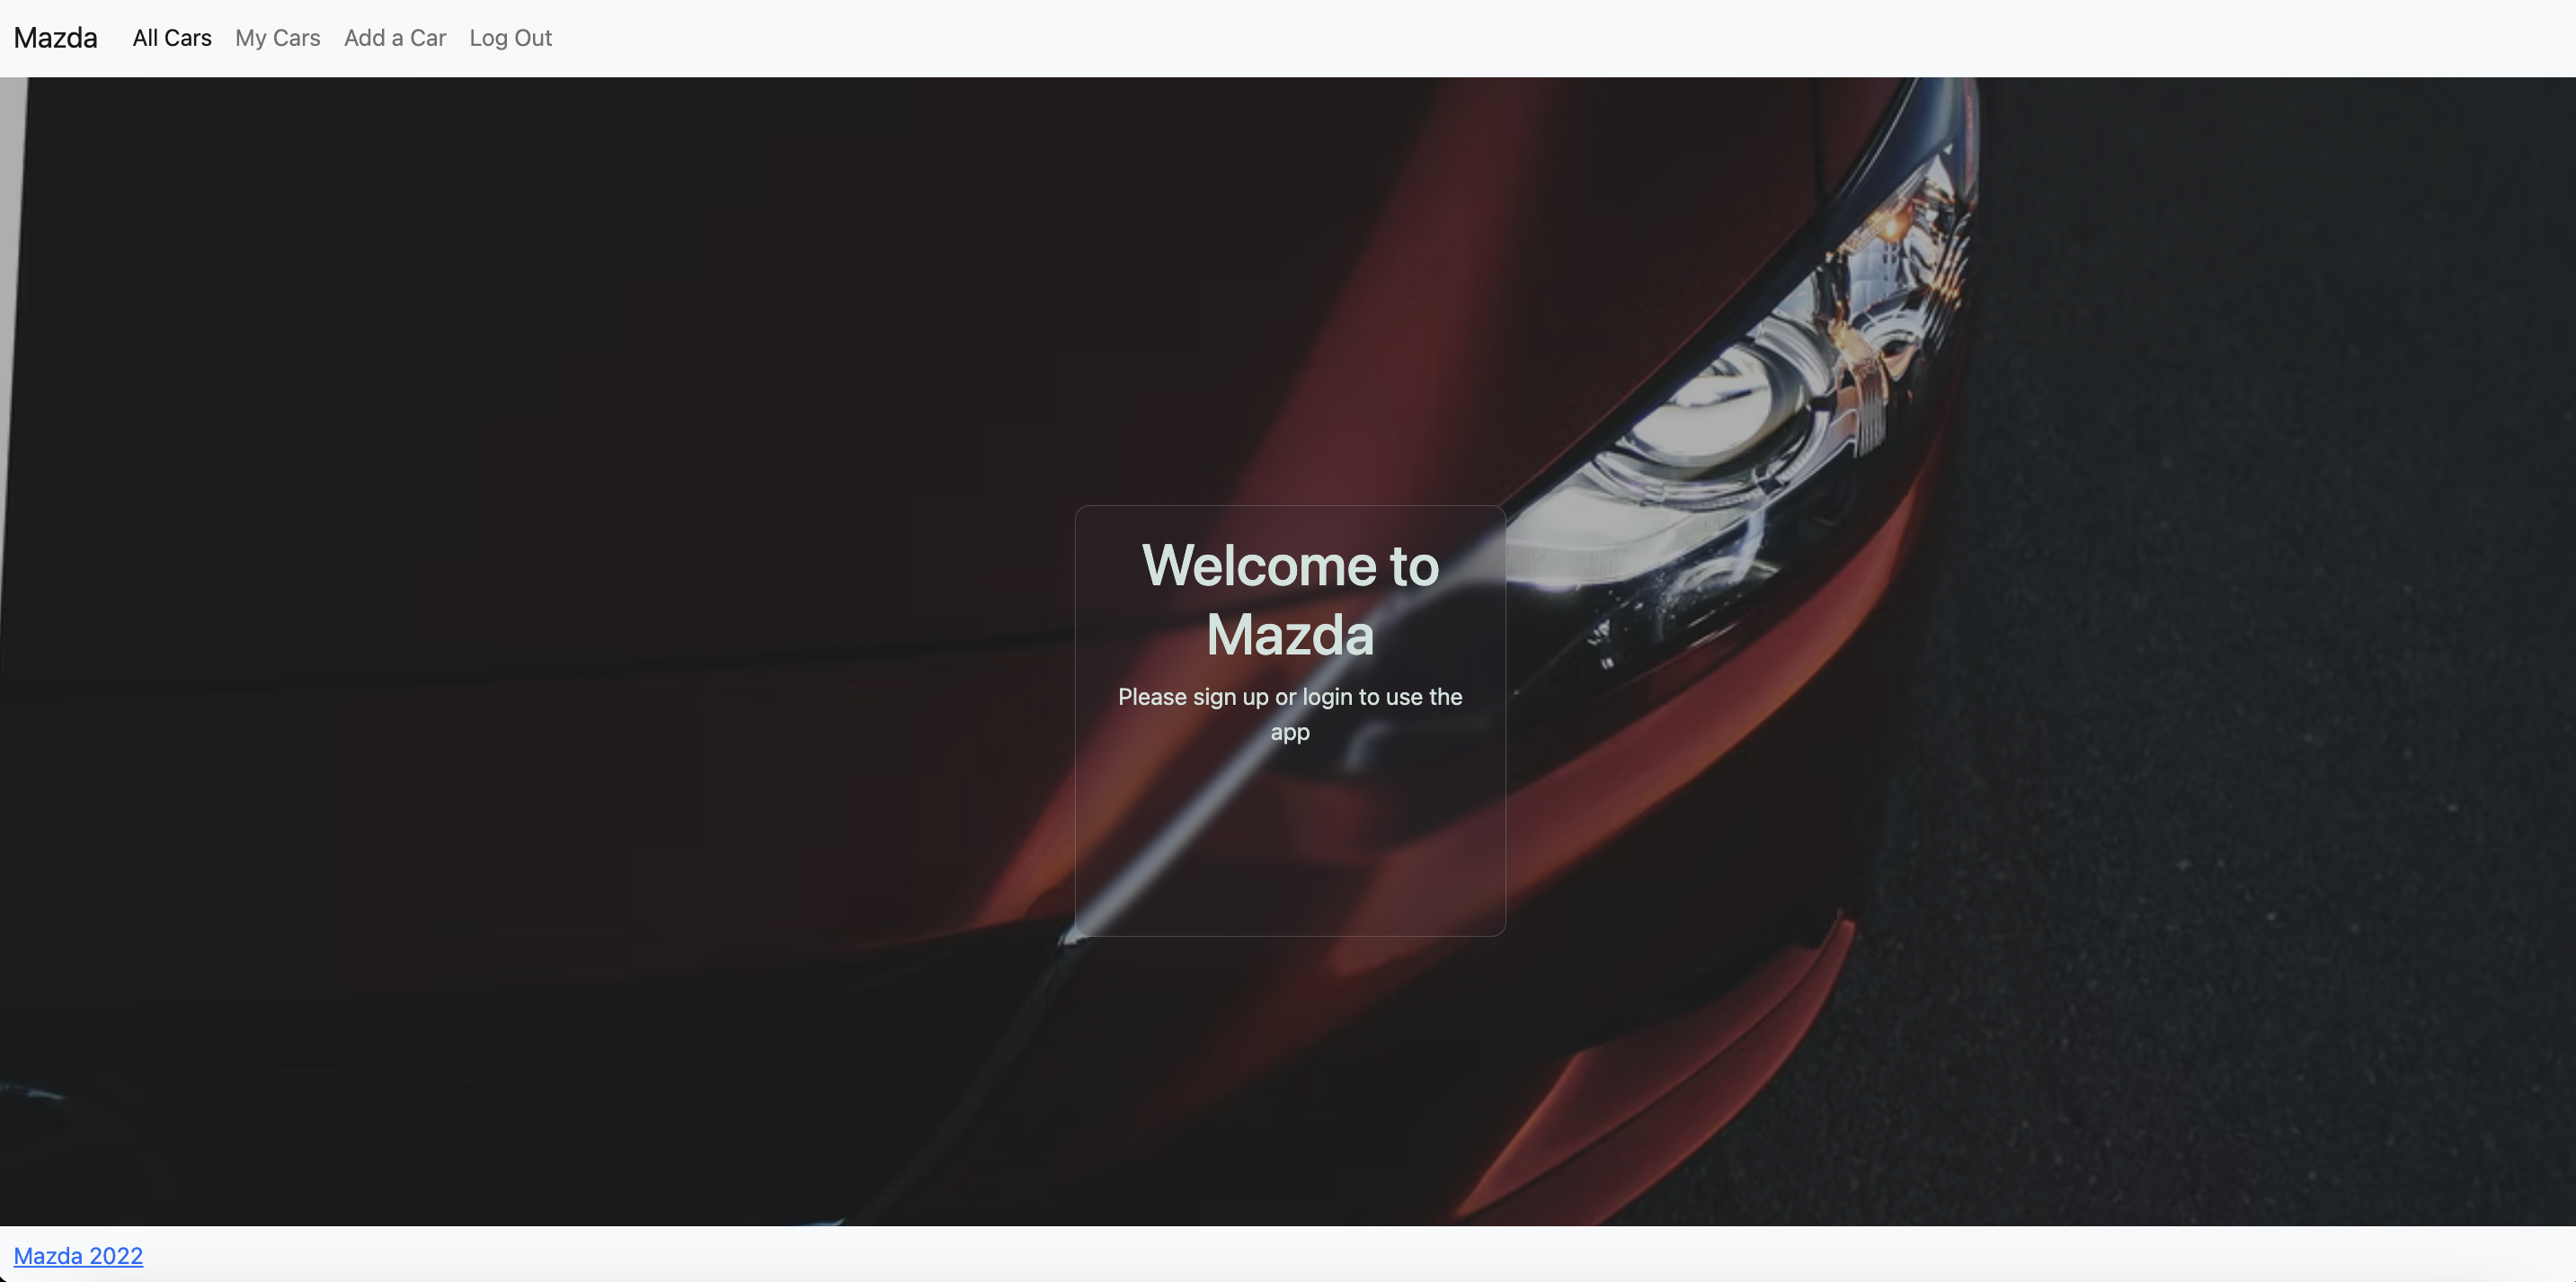 Mazda All Cars My Cars Add a Car Log Out
Welcome to
Mazda
Please sign up or login to use the
app
Mazda 2022